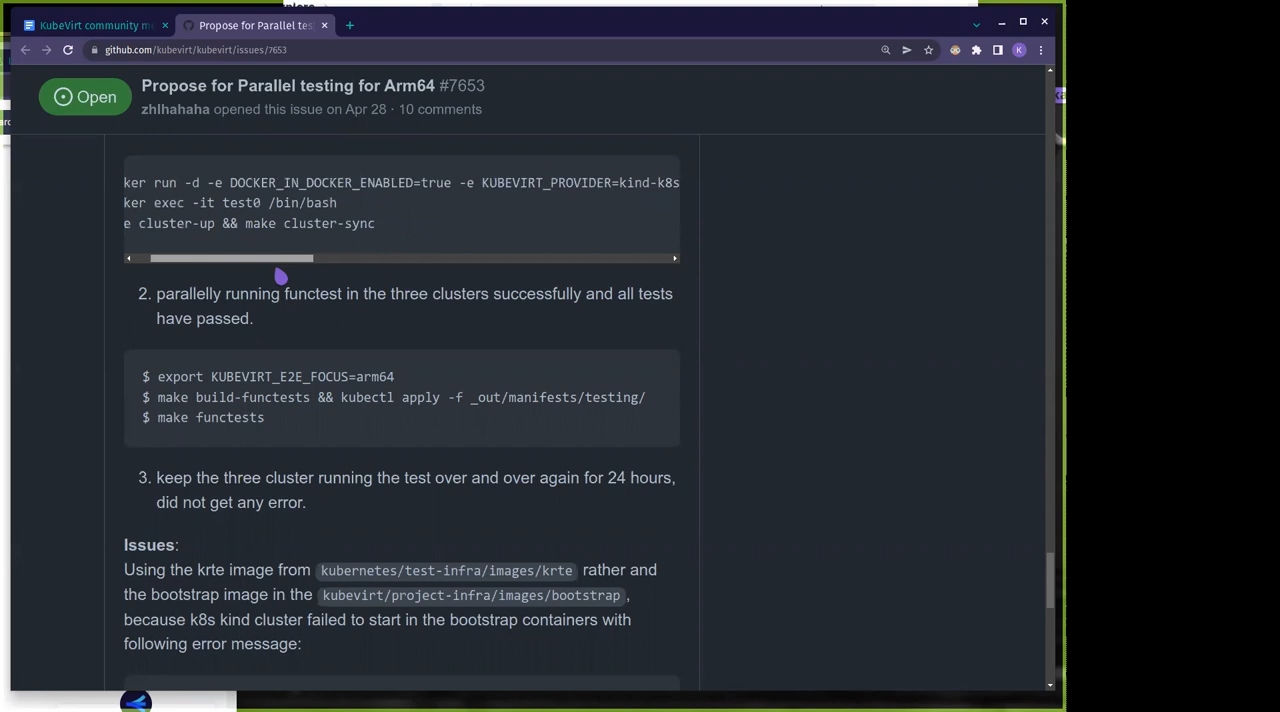 KubeVirt community m
Propose for Parallel tes
github.com/kubevirt/kubevirt/issues/7653
K
Open
Propose for Parallel testing for Arm64 #7653
zhlhahaha opened this issue on Apr 28 · 10 comments
ker run -d -e DOCKER_IN_DOCKER_ENABLED=true -e KUBEVIRT_PROVIDER=kind-k8s
ker exec -it test0 /bin/bash
e cluster-up && make cluster-sync
2. parallelly running functest in the three clusters successfully and all tests
have passed.
$ export KUBEVIRT_E2E_FOCUS=arm64
$ make build-functests && kubectl apply -f _out/manifests/testing/
$ make functests
3. keep the three cluster running the test over and over again for 24 hours,
did not get any error.
Issues:
Using the krte image from kubernetes/test-infra/images/krte rather and
the bootstrap image in the kubevirt/project-infra/images/bootstrap,
because k8s kind cluster failed to start in the bootstrap containers with
following error message: